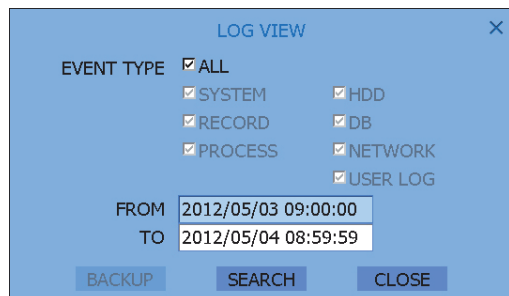 LOG VIEW
EVENT TYPE ALL
SYSTEM HDD
RECORD DB
PROCESS NETWORK
USER LOG
FROM 2012/05/03 09:00:00
TO 2012/05/04 08:59:59
BACKUP SEARCH CLOSE